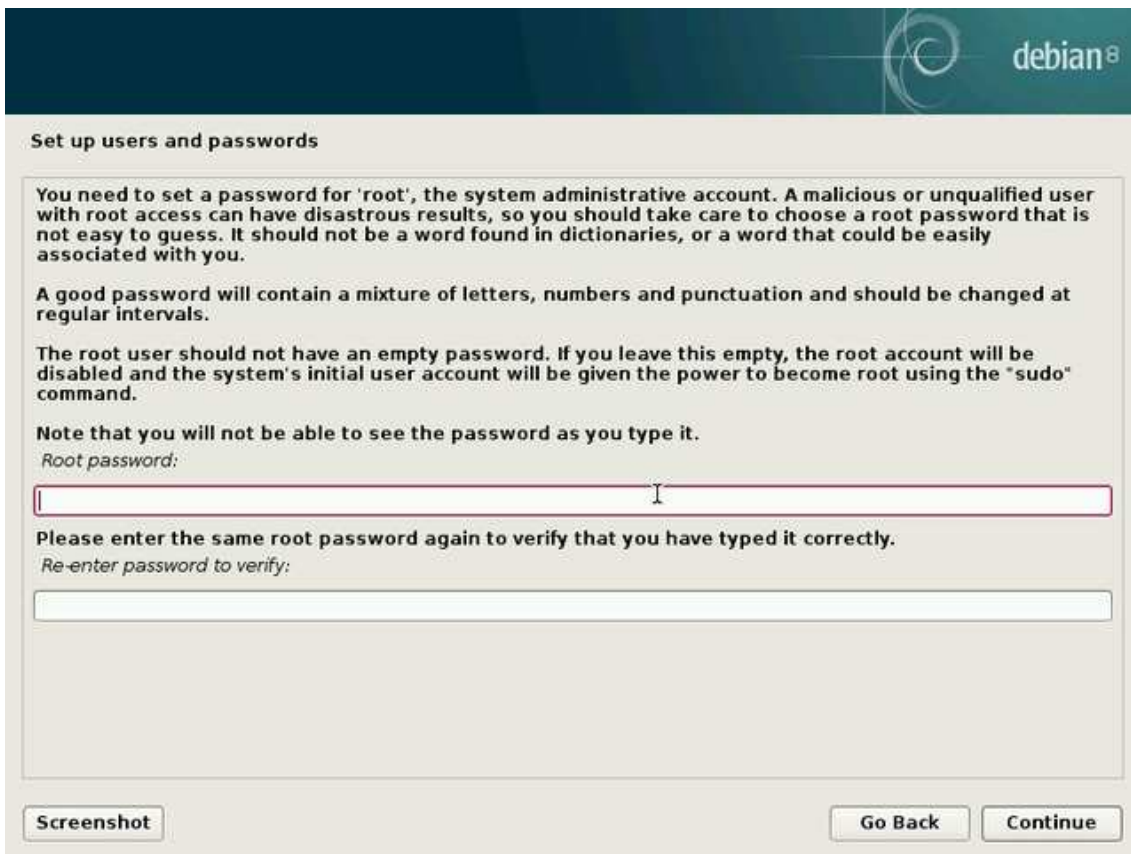 debian 8
Set up users and passwords
You need to set a password for 'root', the system administrative account. A malicious or unqualified user
with root access can have disastrous results, so you should take care to choose a root password that is
not easy to guess. It should not be a word found in dictionaries, or a word that could be easily
associated with you.
A good password will contain a mixture of letters, numbers and punctuation and should be changed at
regular intervals.
The root user should not have an empty password. If you leave this empty, the root account will be
disabled and the system's initial user account will be given the power to become root using the "sudo"
command.
Note that you will not be able to see the password as you type it.
Root password:
Please enter the same root password again to verify that you have typed it correctly.
Re-enter password to verify:
Screenshot
Go Back
Continue